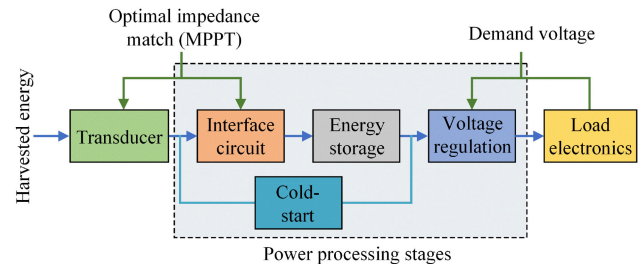 Optimal impedance
match (MPPT)
Demand voltage
Harvested energy
Transducer
Interface
circuit
Energy
storage
Voltage
regulation
Load
electronics
Cold-
start
Power processing stages